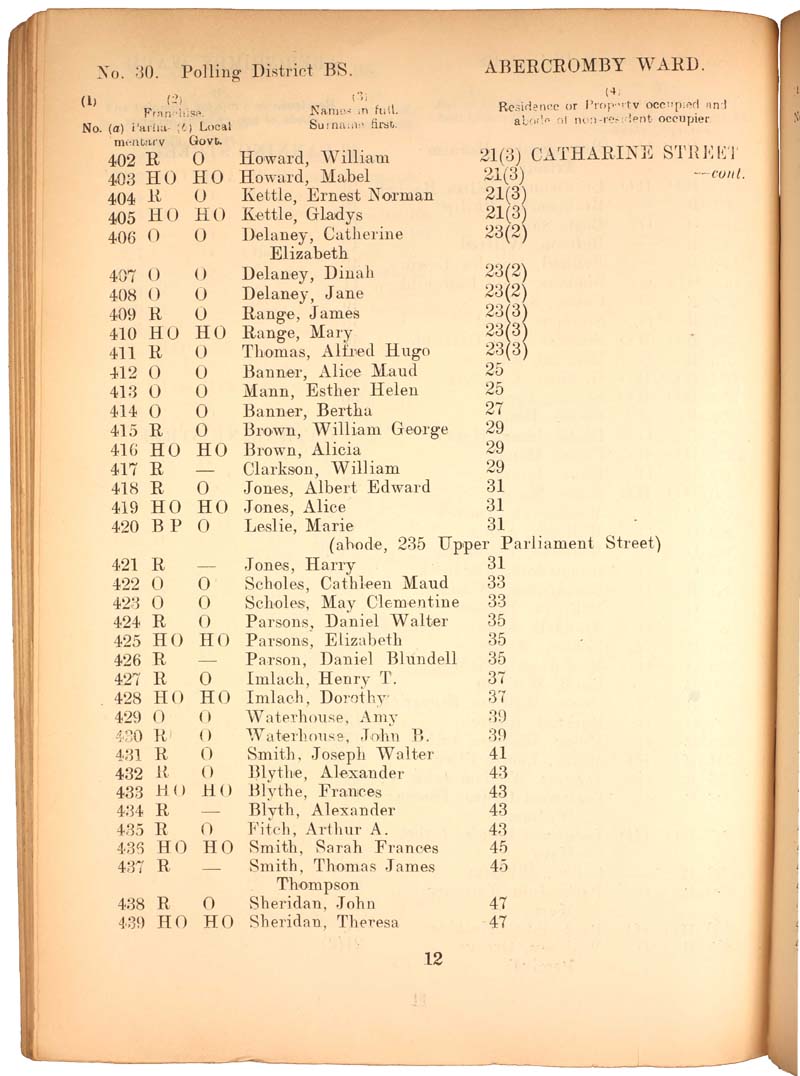 No. 30. Polling District BS. ABERCROMBY WARD.
(1) (2) (3) (4)
Franchise. Names in full. Residence or Property occupied and
No. (a) Parlia- (b) Local Surname first. abode of non-resident occupier
mentary Govt.
402 R O Howard, William 21(3) CATHARINE STREET
403 HO HO Howard, Mabel 21(3) —cont.
404 R O Kettle, Ernest Norman 21(3)
405 HO HO Kettle, Gladys 21(3)
406 O O Delaney, Catherine 23(2)
Elizabeth
407 O O Delaney, Dinah 23(2)
408 O O Delaney, Jane 23(2)
409 R O Range, James 23(3)
410 HO HO Range, Mary 23(3)
411 R O Thomas, Alfred Hugo 23(3)
412 O O Banner, Alice Maud 25
413 O O Mann, Esther Helen 25
414 O O Banner, Bertha 27
415 R O Brown, William George 29
416 HO HO Brown, Alicia 29
417 R — Clarkson, William 29
418 R O Jones, Albert Edward 31
419 HO HO Jones, Alice 31
420 BP O Leslie, Marie 31
(abode, 235 Upper Parliament Street)
421 R — Jones, Harry 31
422 O O Scholes, Cathleen Maud 33
423 O O Scholes, May Clementine 33
424 R O Parsons, Daniel Walter 35
425 HO HO Parsons, Elizabeth 35
426 R — Parson, Daniel Blundell 35
427 R O Imlach, Henry T. 37
428 HO HO Imlach, Dorothy 37
429 O O Waterhouse, Amy 39
430 R O Waterhouse, John B. 39
431 R O Smith, Joseph Walter 41
432 R O Blythe, Alexander 43
433 HO HO Blythe, Frances 43
434 R — Blyth, Alexander 43
435 R O Fitch, Arthur A. 43
436 HO HO Smith, Sarah Frances 45
437 R — Smith, Thomas James 45
Thompson
438 R O Sheridan, John 47
439 HO HO Sheridan, Theresa 47
12